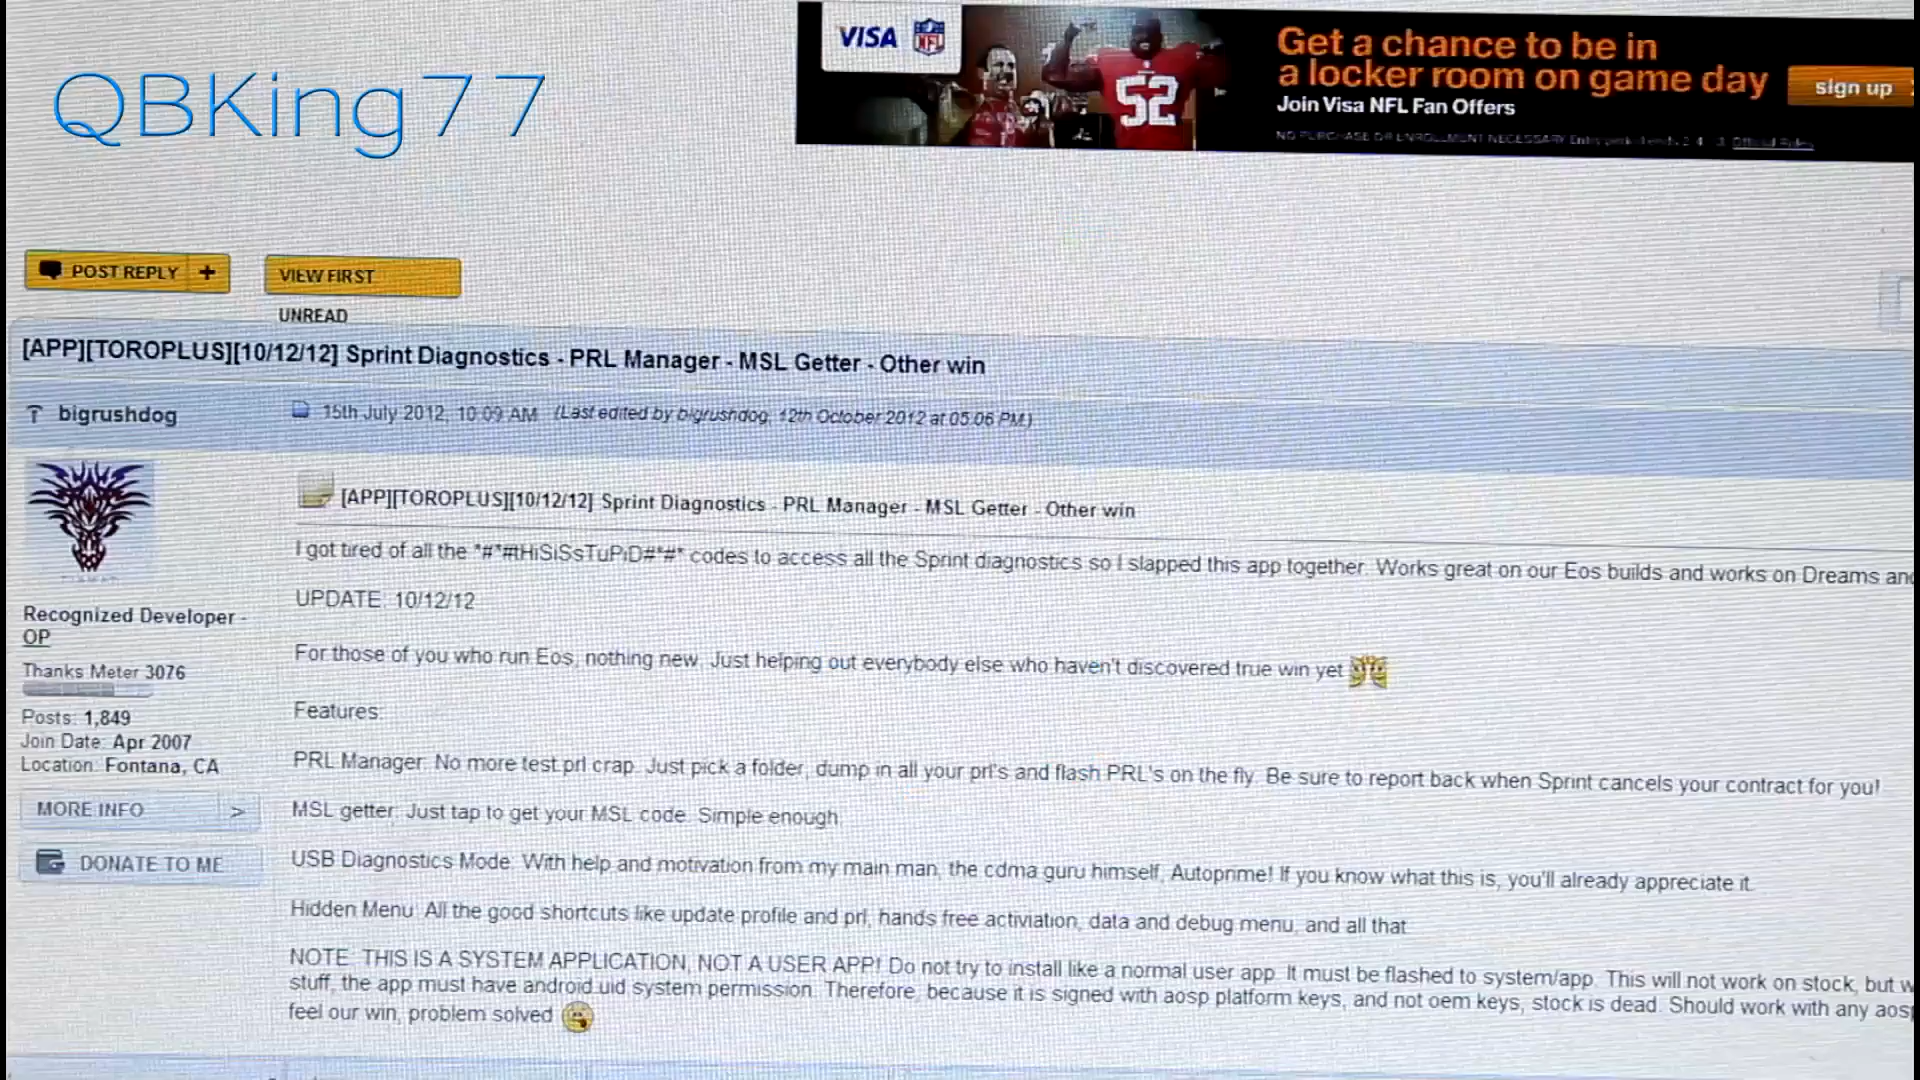 QBKing77
VISA NFL
Get a chance to be in
a locker room on game day
Join Visa NFL Fan Offers
sign up
NO PURCHASE OR ENROLLMENT NECESSARY
Official Rules
52
POST REPLY +
VIEW FIRST
UNREAD
[APP][TOROPLUS][10/12/12] Sprint Diagnostics - PRL Manager - MSL Getter - Other win
bigrushdog
15th July 2012, 10:09 AM (Last edited by bigrushdog; 12th October 2012 at 05:06 PM.)
[APP][TOROPLUS][10/12/12] Sprint Diagnostics - PRL Manager - MSL Getter - Other win
I got tired of all the *#*#tHiSiSsTuPiD#*#* codes to access all the Sprint diagnostics so I slapped this app together. Works great on our Eos builds and works on Dreams
UPDATE: 10/12/12
For those of you who run Eos, nothing new. Just helping out everybody else who haven't discovered true win yet
Features:
PRL Manager: No more test prl crap. Just pick a folder, dump in all your prl's and flash PRL's on the fly. Be sure to report back when Sprint cancels your contract for you!
MSL getter: Just tap to get your MSL code. Simple enough.
USB Diagnostics Mode: With help and motivation from my main man, the cdma guru himself, Autoprime! If you know what this is, you'll already appreciate it.
Hidden Menu: All the good shortcuts like update profile and prl, hands free activiation, data and debug menu, and all that
NOTE: THIS IS A SYSTEM APPLICATION, NOT A USER APP! Do not try to install like a normal user app. It must be flashed to system/app. This will not work on stock, but
stuff, the app must have android.uid system permission. Therefore, because it is signed with aosp platform keys, and not oem keys, stock is dead. Should work with any
feel our win, problem solved
Recognized Developer -
OP
Thanks Meter 3076
Posts: 1,849
Join Date: Apr 2007
Location: Fontana, CA
MORE INFO >
DONATE TO ME